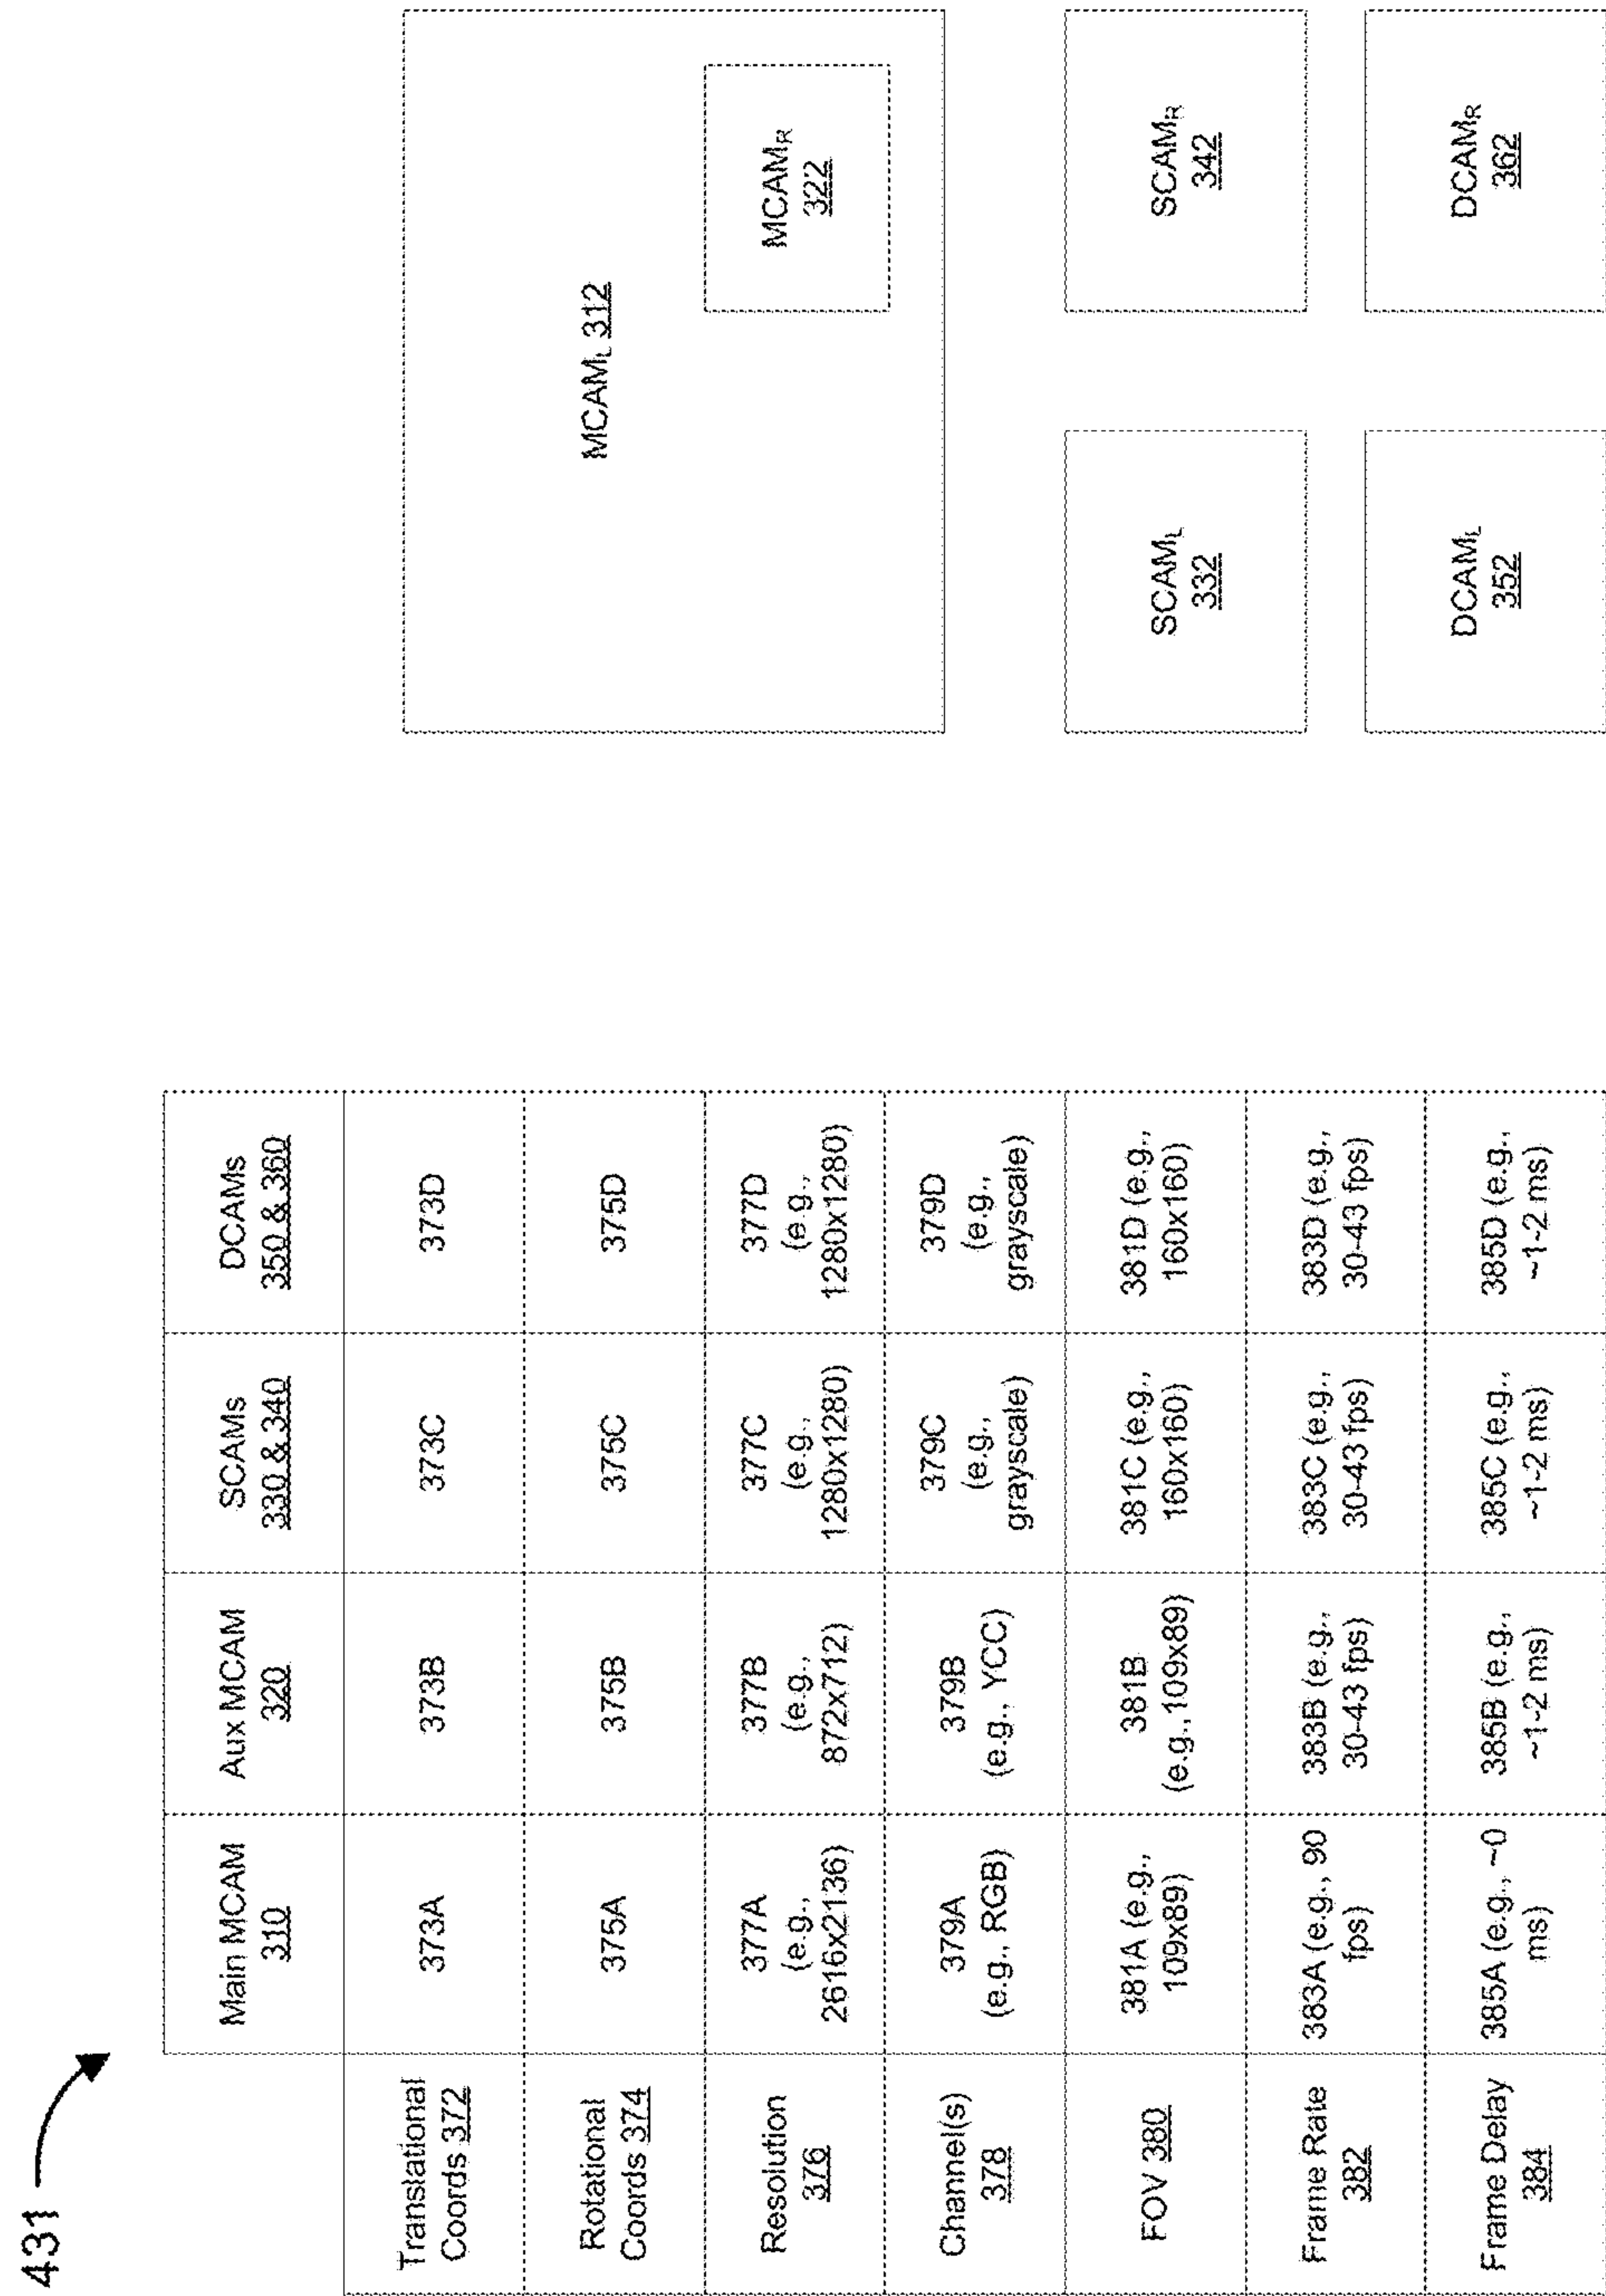 431
Main MCAM
310
Aux MCAM
320
SCAMs
330 & 340
DCAMs
350 & 360
Translational
Coords 372
373A
373B
373C
373D
Rotational
Coords 374
375A
375B
375C
375D
Resolution
376
377A
(e.g.,
2616x2136)
377B
(e.g.,
872x712)
377C
(e.g.,
1280x1280)
377D
(e.g.,
1280x1280)
Channel(s)
378
379A
(e.g., RGB)
379B
(e.g., YCC)
379C
(e.g.,
grayscale)
379D
(e.g.,
grayscale)
FOV 380
381A (e.g.,
109x89)
381B
(e.g., 109x89)
381C (e.g.,
160x160)
381D (e.g.,
160x160)
Frame Rate
382
383A (e.g., 90
fps)
383B (e.g.,
30-43 fps)
383C (e.g.,
30-43 fps)
383D (e.g.,
30-43 fps)
Frame Delay
384
385A (e.g., ~0
ms)
385B (e.g.,
~1-2 ms)
385C (e.g.,
~1-2 ms)
385D (e.g.,
~1-2 ms)
MCAML 312
MCAMR
322
SCAML
332
SCAMR
342
DCAML
352
DCAMR
362